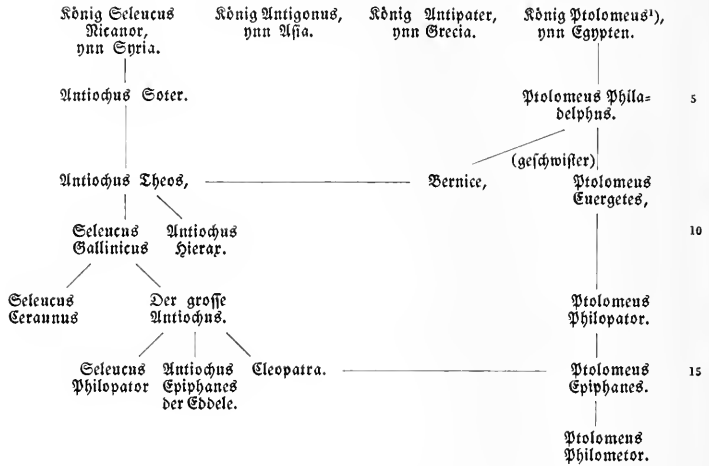 König Seleucus König Antigonus, König Antipater, König Ptolomeus¹),
Nicanor, ynn Asia. ynn Grecia. ynn Egypten.
ynn Syria.
Antiochus Soter. Ptolomeus Phila= 5
delphus.
(geschwister)
Antiochus Theos, Bernice, Ptolomeus
Euergetes,
Seleucus Antiochus 10
Gallinicus Hierax.
Seleucus Der grosse Ptolomeus
Ceraunus Antiochus. Philopator.
Seleucus Antiochus Cleopatra. Ptolomeus 15
Philopator Epiphanes Epiphanes.
der Eddele.
Ptolomeus
Philometor.